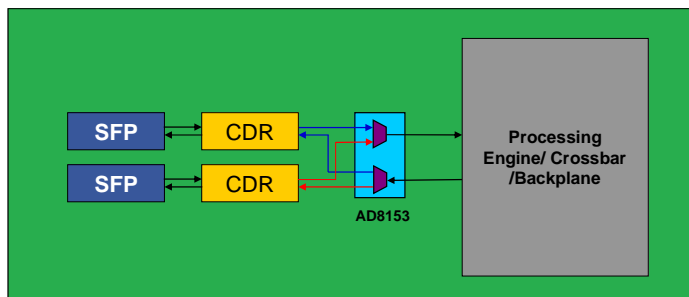 SFP
CDR
SFP
CDR
AD8153
Processing
Engine/ Crossbar
/Backplane